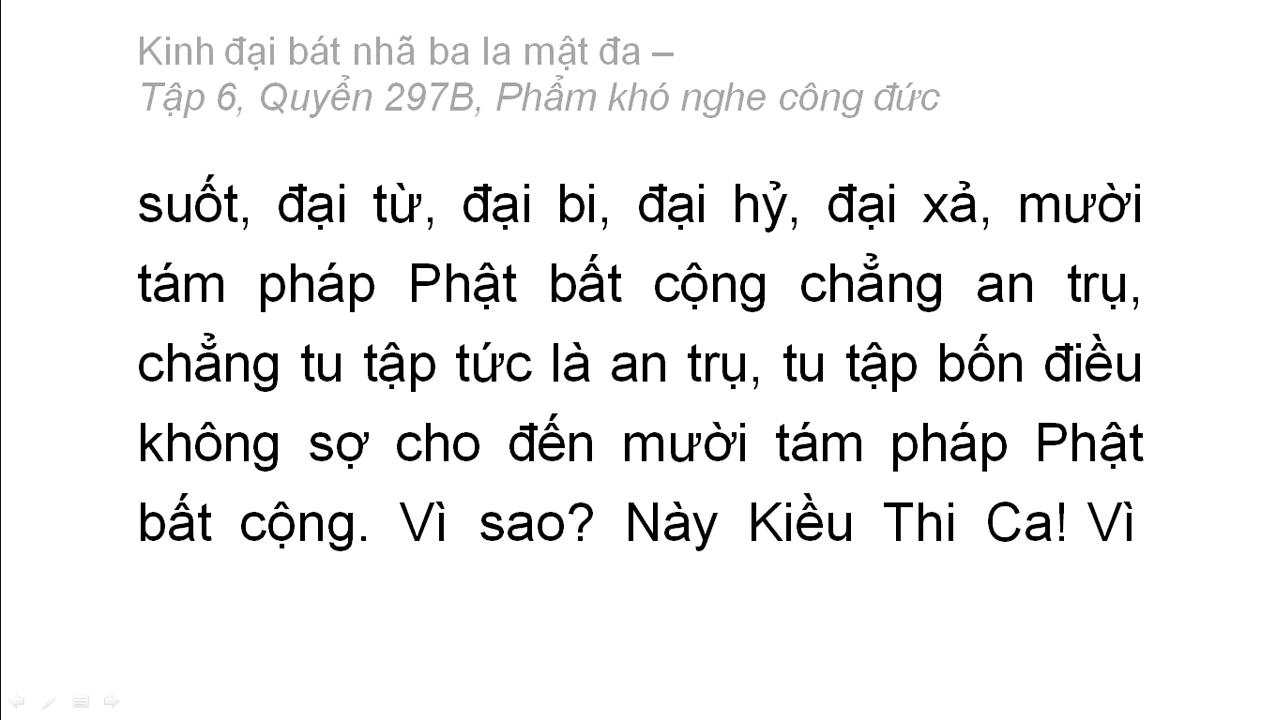 Kinh đại bát nhã ba la mật đa –
Tập 6, Quyển 297B, Phẩm khó nghe công đức
suốt, đại từ, đại bi, đại hỷ, đại xả, mười
tám pháp Phật bất cộng chẳng an trụ,
chẳng tu tập tức là an trụ, tu tập bốn điều
không sợ cho đến mười tám pháp Phật
bất cộng. Vì sao? Này Kiều Thi Ca! Vì